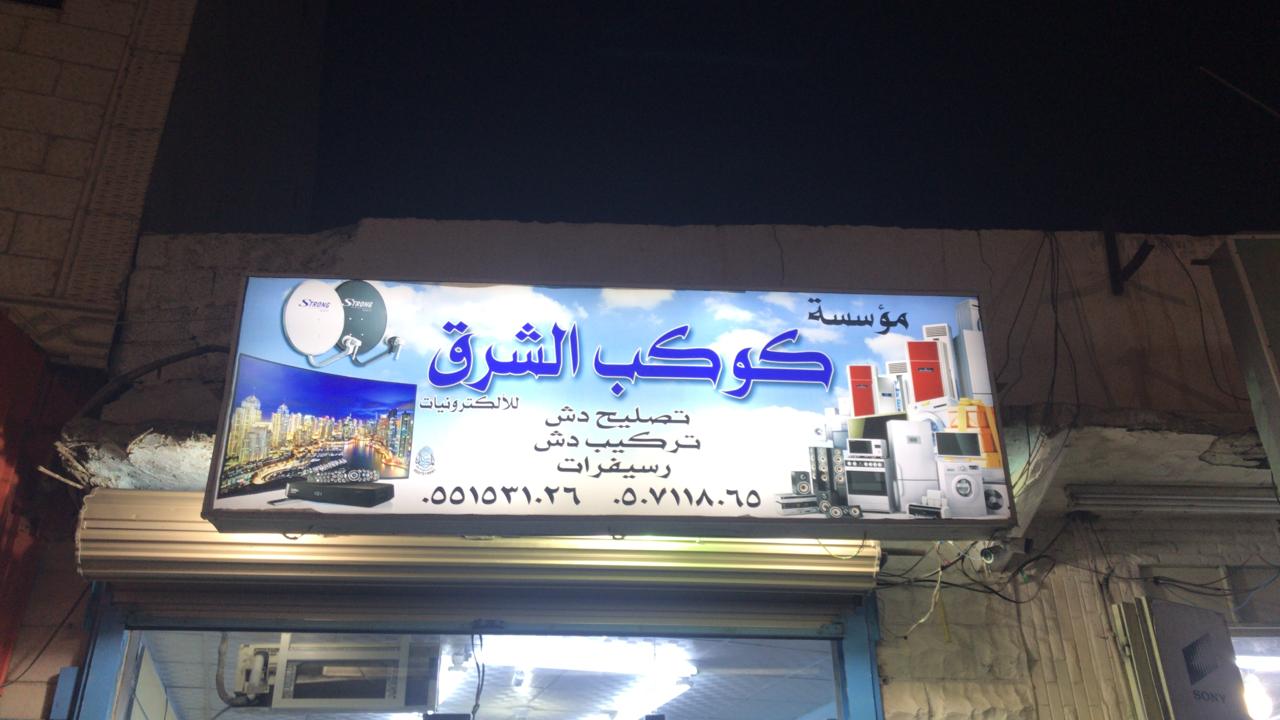 مؤسسة
كوكب الشرق
للالكترونيات
تصليح دش
تركيب دش
رسيفرات
٠٥٠٧١١٨٠٦٥
٠٥٥١٥٣١٠٢٦
STRONG
STRONG
SONY